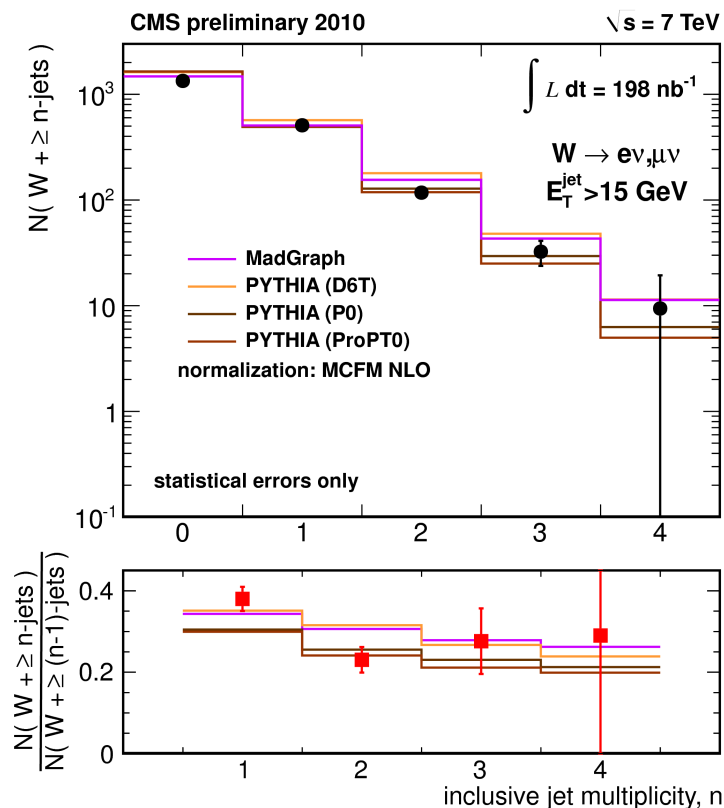 CMS preliminary 2010
√s = 7 TeV
N( W + ≥ n-jets )
10³
10²
10
1
10⁻¹
∫ L dt = 198 nb⁻¹
W → eν,μν
E_T^jet >15 GeV
MadGraph
PYTHIA (D6T)
PYTHIA (P0)
PYTHIA (ProPT0)
normalization: MCFM NLO
statistical errors only
0 1 2 3 4
N( W + ≥ n-jets )
N( W + ≥ (n-1)-jets )
0.4
0.2
0
1 2 3 4
inclusive jet multiplicity, n